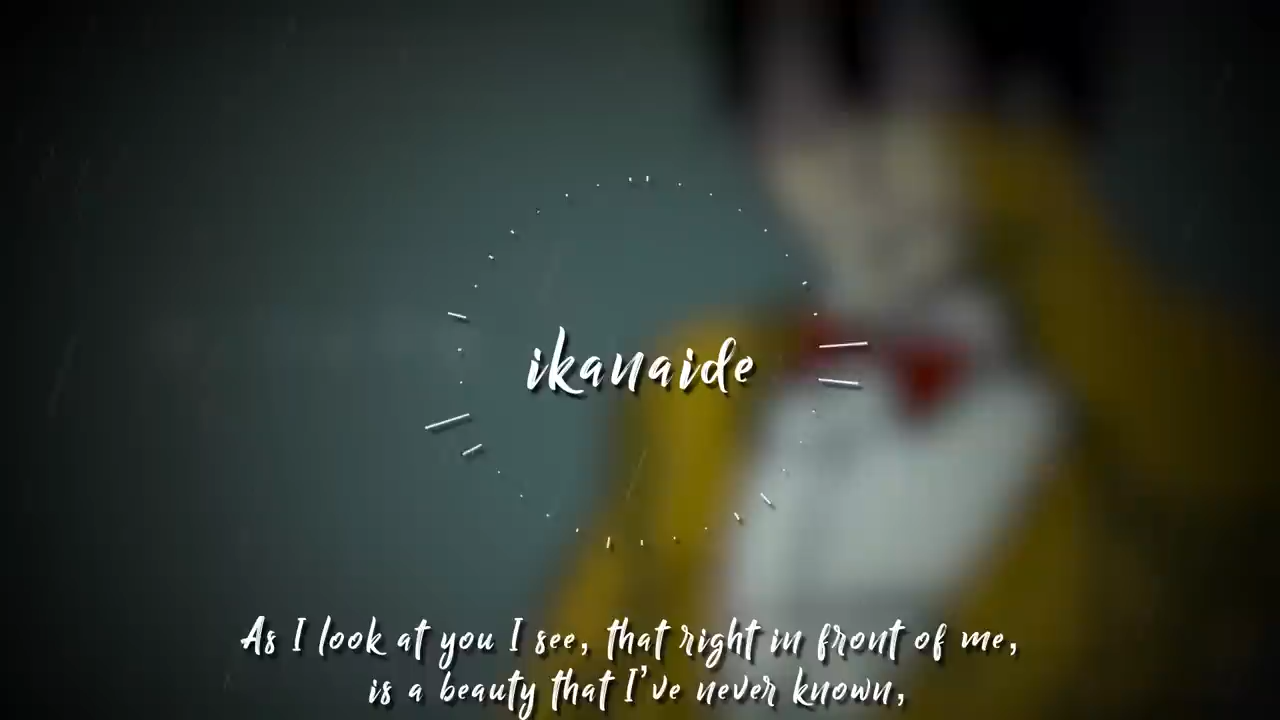 ikanaide
As I look at you I see, that right in front of me,
is a beauty that I've never known,